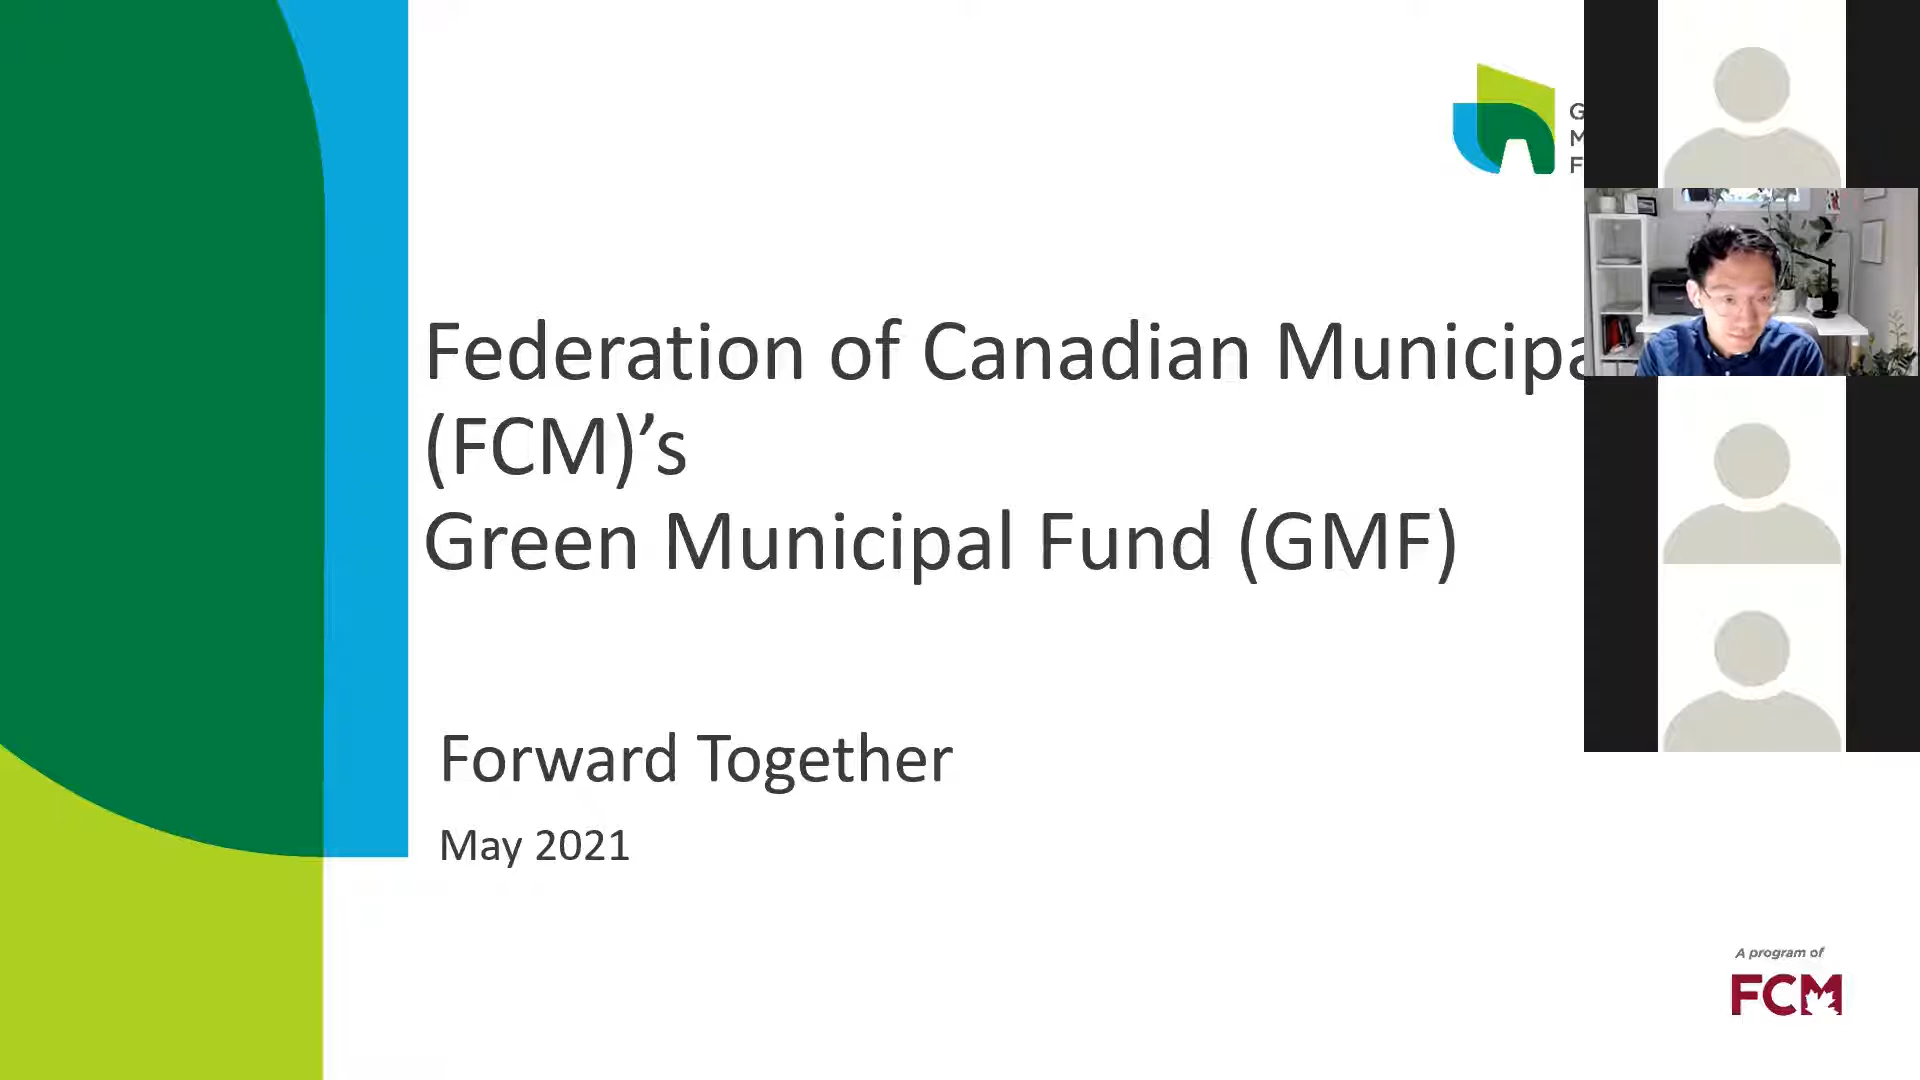 Federation of Canadian Municipa
(FCM)’s
Green Municipal Fund (GMF)
Forward Together
May 2021
G
M
F
A program of
FCM